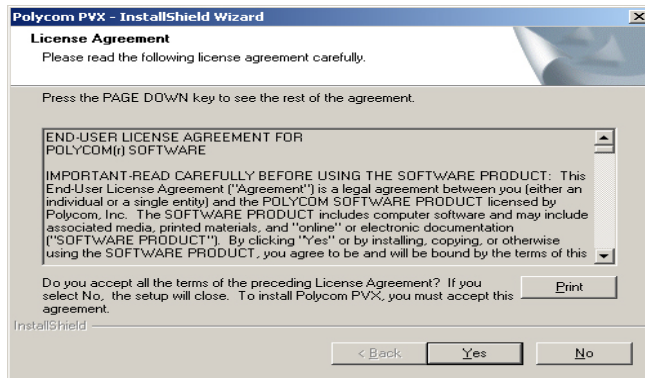 Polycom PVX - InstallShield Wizard
License Agreement
Please read the following license agreement carefully.
Press the PAGE DOWN key to see the rest of the agreement.
END-USER LICENSE AGREEMENT FOR
POLYCOM(r) SOFTWARE
IMPORTANT-READ CAREFULLY BEFORE USING THE SOFTWARE PRODUCT: This
End-User License Agreement ("Agreement") is a legal agreement between you (either an
individual or a single entity) and the POLYCOM SOFTWARE PRODUCT licensed by
Polycom, Inc. The SOFTWARE PRODUCT includes computer software and may include
associated media, printed materials, and "online" or electronic documentation
("SOFTWARE PRODUCT"). By clicking "Yes" or by installing, copying, or otherwise
using the SOFTWARE PRODUCT, you agree to be and will be bound by the terms of this
Do you accept all the terms of the preceding License Agreement? If you
select No, the setup will close. To install Polycom PVX, you must accept this
agreement.
Print
InstallShield
< Back
Yes
No